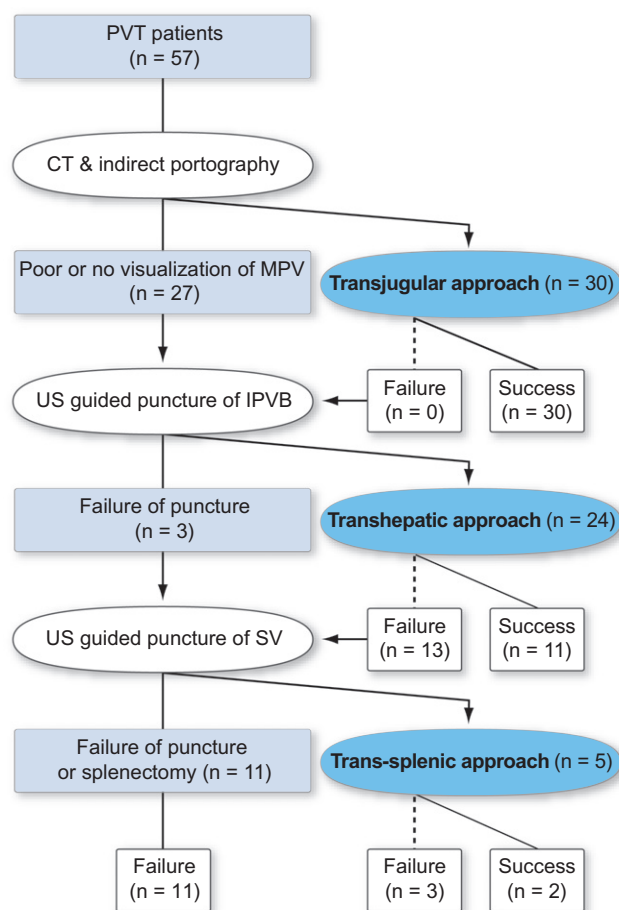 PVT patients
(n = 57)
CT & indirect portography
Poor or no visualization of MPV
(n = 27)
Transjugular approach (n = 30)
Failure
(n = 0)
Success
(n = 30)
US guided puncture of IPVB
Failure of puncture
(n = 3)
Transhepatic approach (n = 24)
Failure
(n = 13)
Success
(n = 11)
US guided puncture of SV
Failure of puncture
or splenectomy (n = 11)
Trans-splenic approach (n = 5)
Failure
(n = 11)
Failure
(n = 3)
Success
(n = 2)